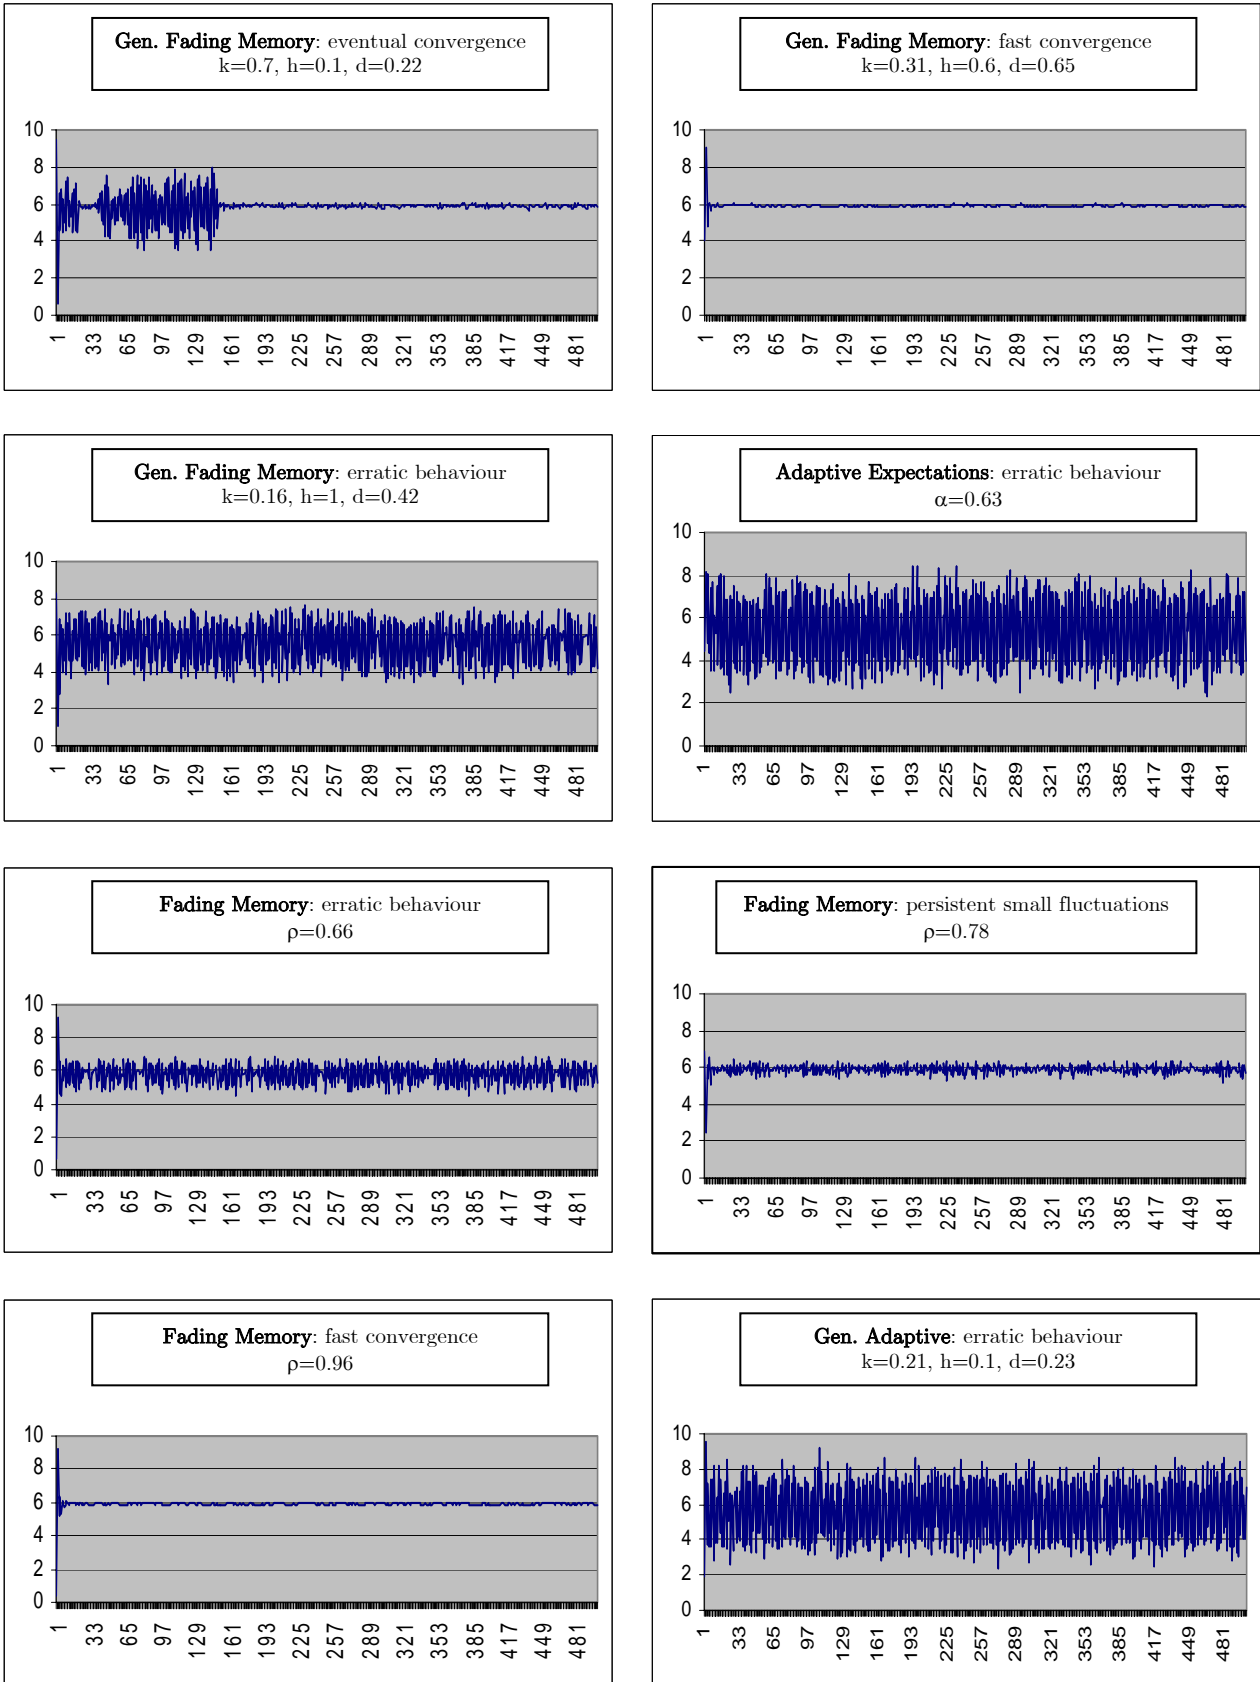 Gen. Fading Memory: eventual convergence
k=0.7, h=0.1, d=0.22
10
8
6
4
2
0
1 33 65 97 129 161 193 225 257 289 321 353 385 417 449 481
Gen. Fading Memory: fast convergence
k=0.31, h=0.6, d=0.65
10
8
6
4
2
0
1 33 65 97 129 161 193 225 257 289 321 353 385 417 449 481
Gen. Fading Memory: erratic behaviour
k=0.16, h=1, d=0.42
10
8
6
4
2
0
1 33 65 97 129 161 193 225 257 289 321 353 385 417 449 481
Adaptive Expectations: erratic behaviour
α=0.63
10
8
6
4
2
0
1 33 65 97 129 161 193 225 257 289 321 353 385 417 449 481
Fading Memory: erratic behaviour
ρ=0.66
10
8
6
4
2
0
1 33 65 97 129 161 193 225 257 289 321 353 385 417 449 481
Fading Memory: persistent small fluctuations
ρ=0.78
10
8
6
4
2
0
1 33 65 97 129 161 193 225 257 289 321 353 385 417 449 481
Fading Memory: fast convergence
ρ=0.96
10
8
6
4
2
0
1 33 65 97 129 161 193 225 257 289 321 353 385 417 449 481
Gen. Adaptive: erratic behaviour
k=0.21, h=0.1, d=0.23
10
8
6
4
2
0
1 33 65 97 129 161 193 225 257 289 321 353 385 417 449 481